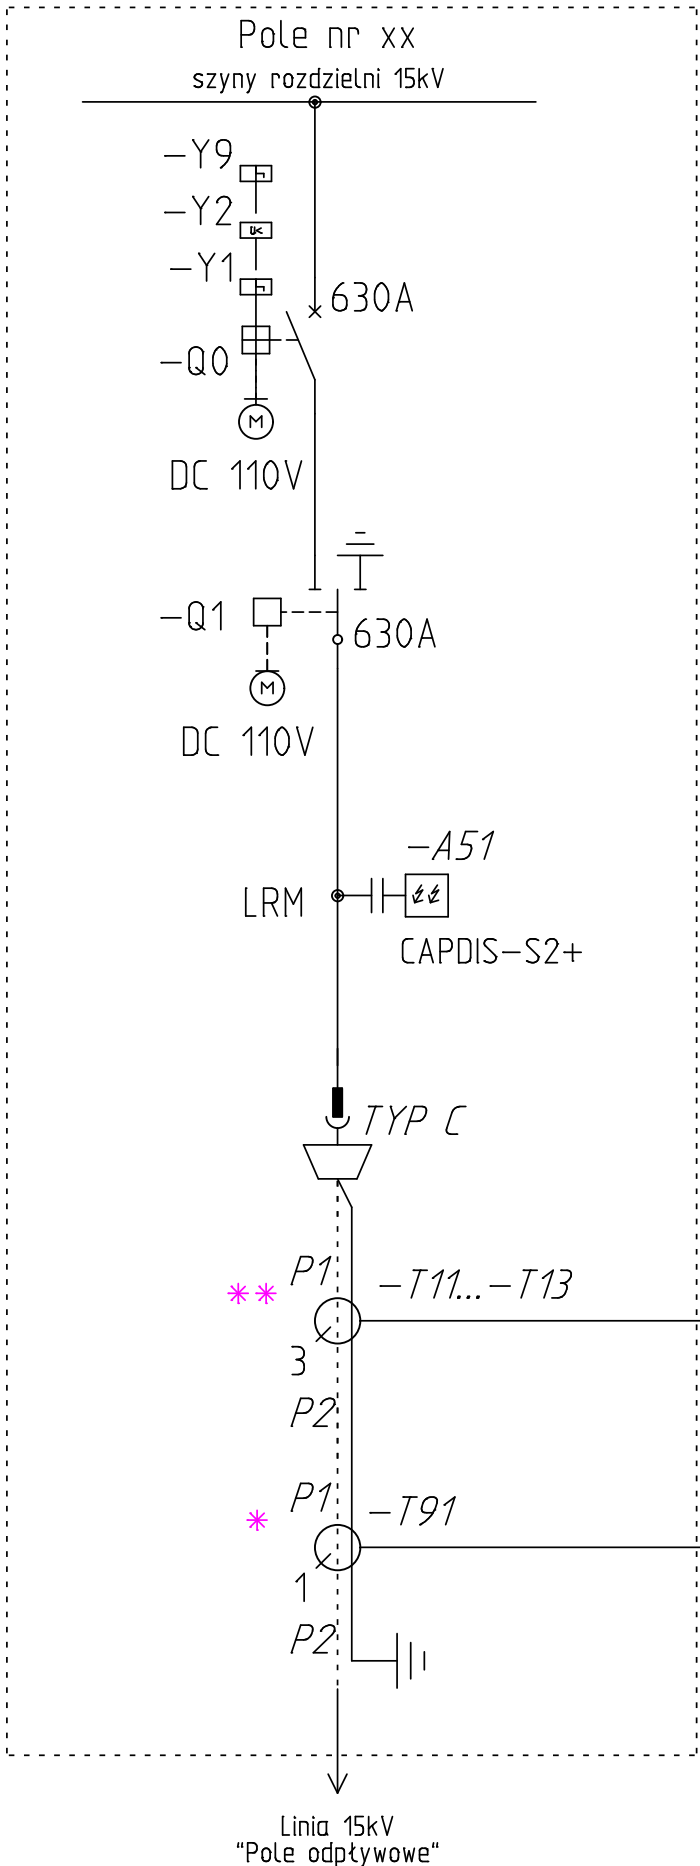 Pole nr xx
szyny rozdzielni 15kV
-Y9
-Y2
U<
-Y1
630A
-Q0
M
DC 110V
-Q1
630A
M
DC 110V
-A51
LRM
CAPDIS-S2+
TYP C
P1
-T11...-T13
**
3
P2
P1
-T91
*
1
P2
Linia 15kV
"Pole odpływowe"